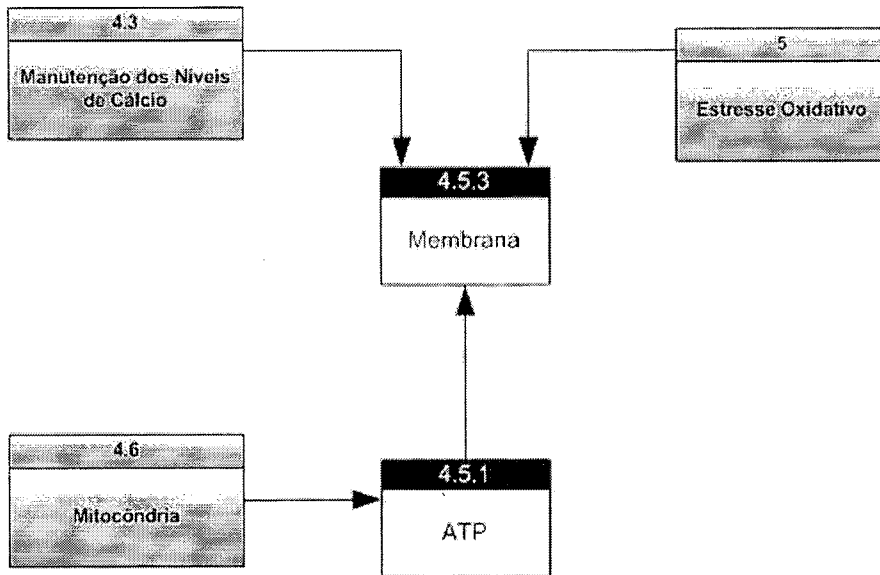 4.3
Manutenção dos Níveis
de Cálcio
5
Estresse Oxidativo
4.5.3
Membrana
4.6
Mitocôndria
4.5.1
ATP